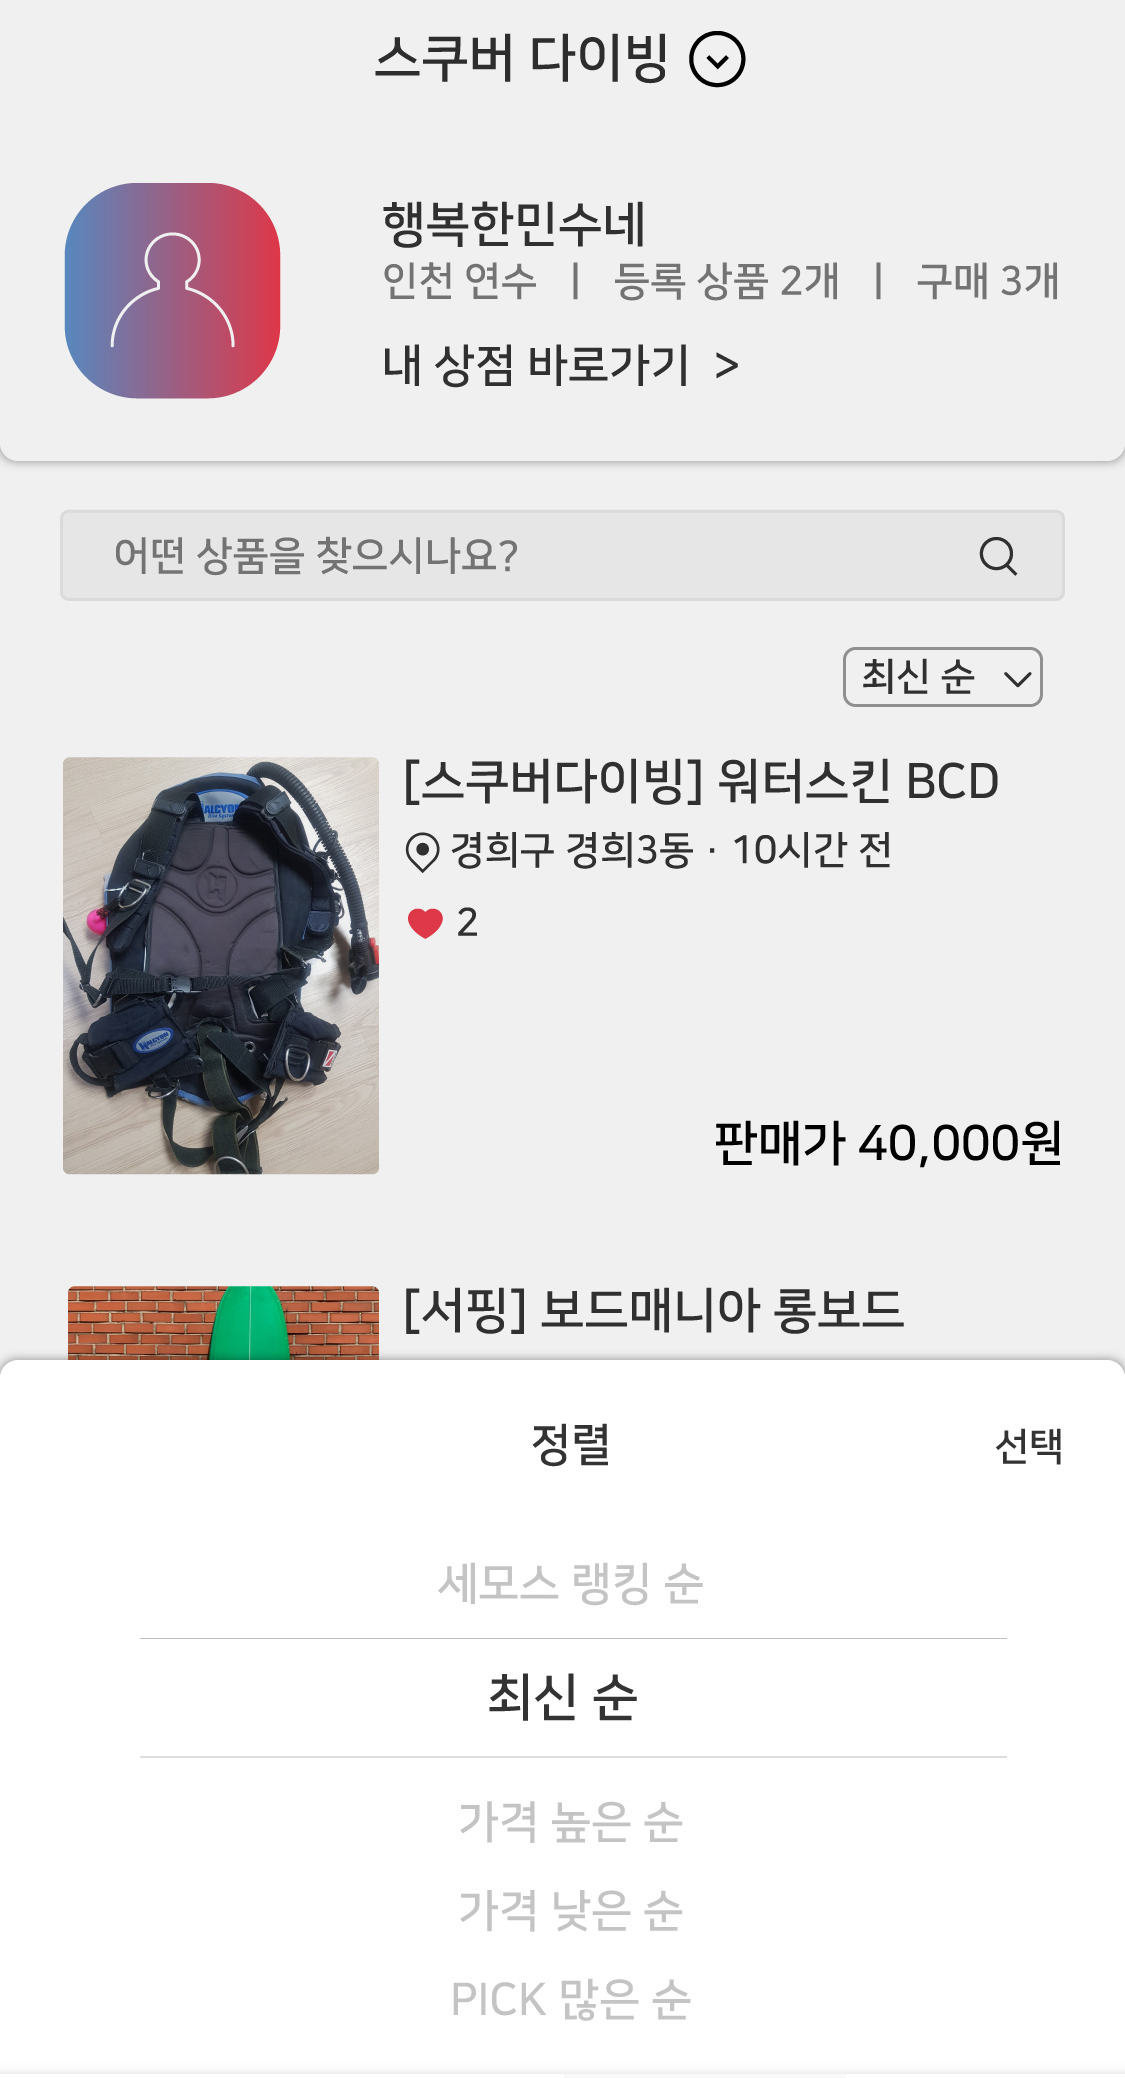 스쿠버 다이빙
행복한민수네
인천 연수 | 등록 상품 2개 | 구매 3개
내 상점 바로가기 >
어떤 상품을 찾으시나요?
최신 순
[스쿠버다이빙] 워터스킨 BCD
경희구 경희3동 · 10시간 전
2
HALCYON
판매가 40,000원
[서핑] 보드매니아 롱보드
정렬
선택
세모스 랭킹 순
최신 순
가격 높은 순
가격 낮은 순
PICK 많은 순